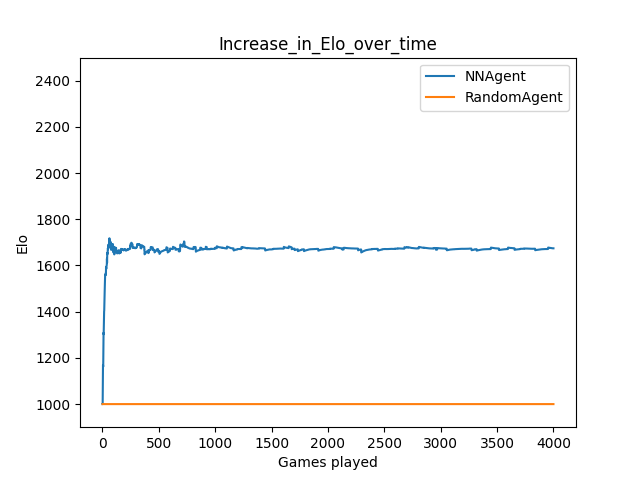 Increase_in_Elo_over_time
NNAgent
RandomAgent
2400
2200
2000
1800
1600
1400
1200
1000
Elo
0 500 1000 1500 2000 2500 3000 3500 4000
Games played